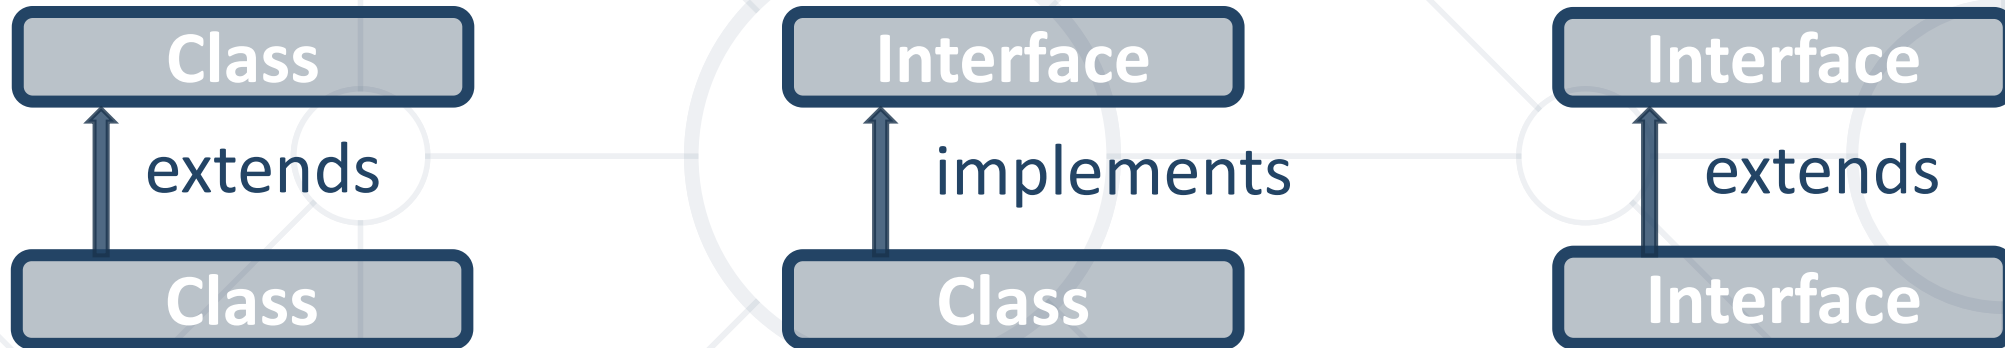 Class
Interface
Interface
extends
implements
extends
Class
Class
Interface